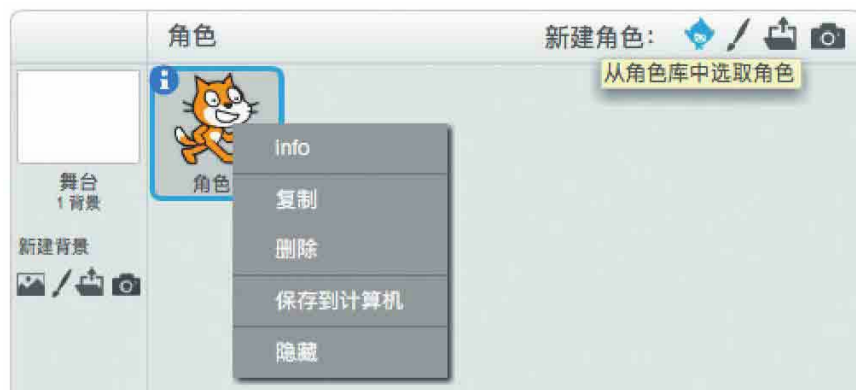 角色
新建角色:
从角色库中选取角色
角色
info
复制
删除
保存到计算机
隐藏
舞台
1 背景
新建背景